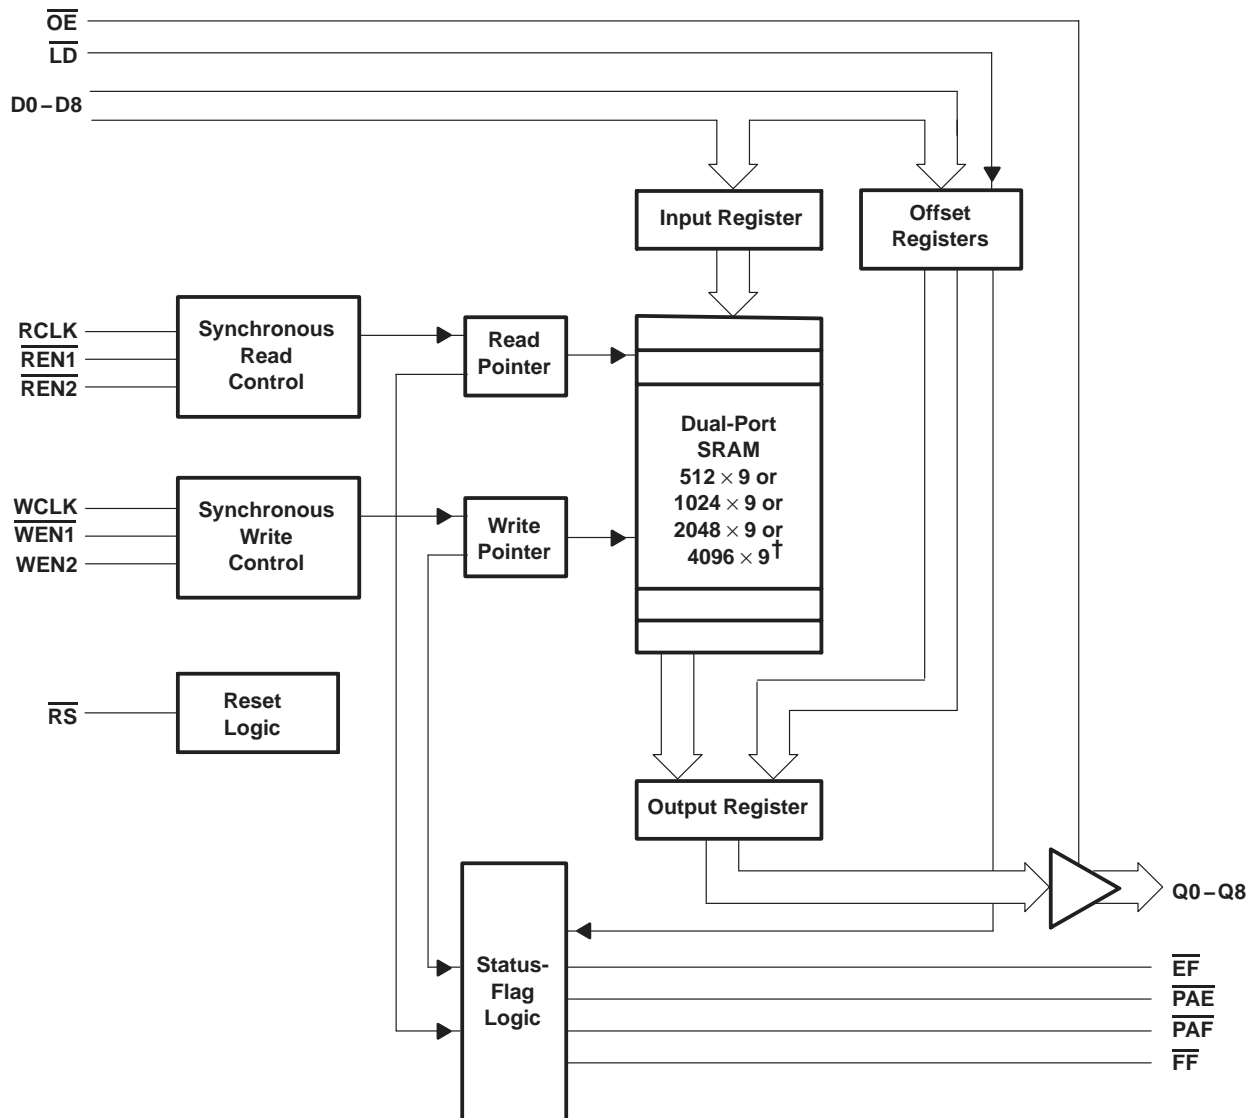 OE
LD
D0–D8
Input Register
Offset
Registers
RCLK
REN1
REN2
Synchronous
Read
Control
Read
Pointer
Dual-Port
SRAM
512 × 9 or
1024 × 9 or
2048 × 9 or
4096 × 9†
WCLK
WEN1
WEN2
Synchronous
Write
Control
Write
Pointer
RS
Reset
Logic
Output Register
Q0–Q8
Status-
Flag
Logic
EF
PAE
PAF
FF